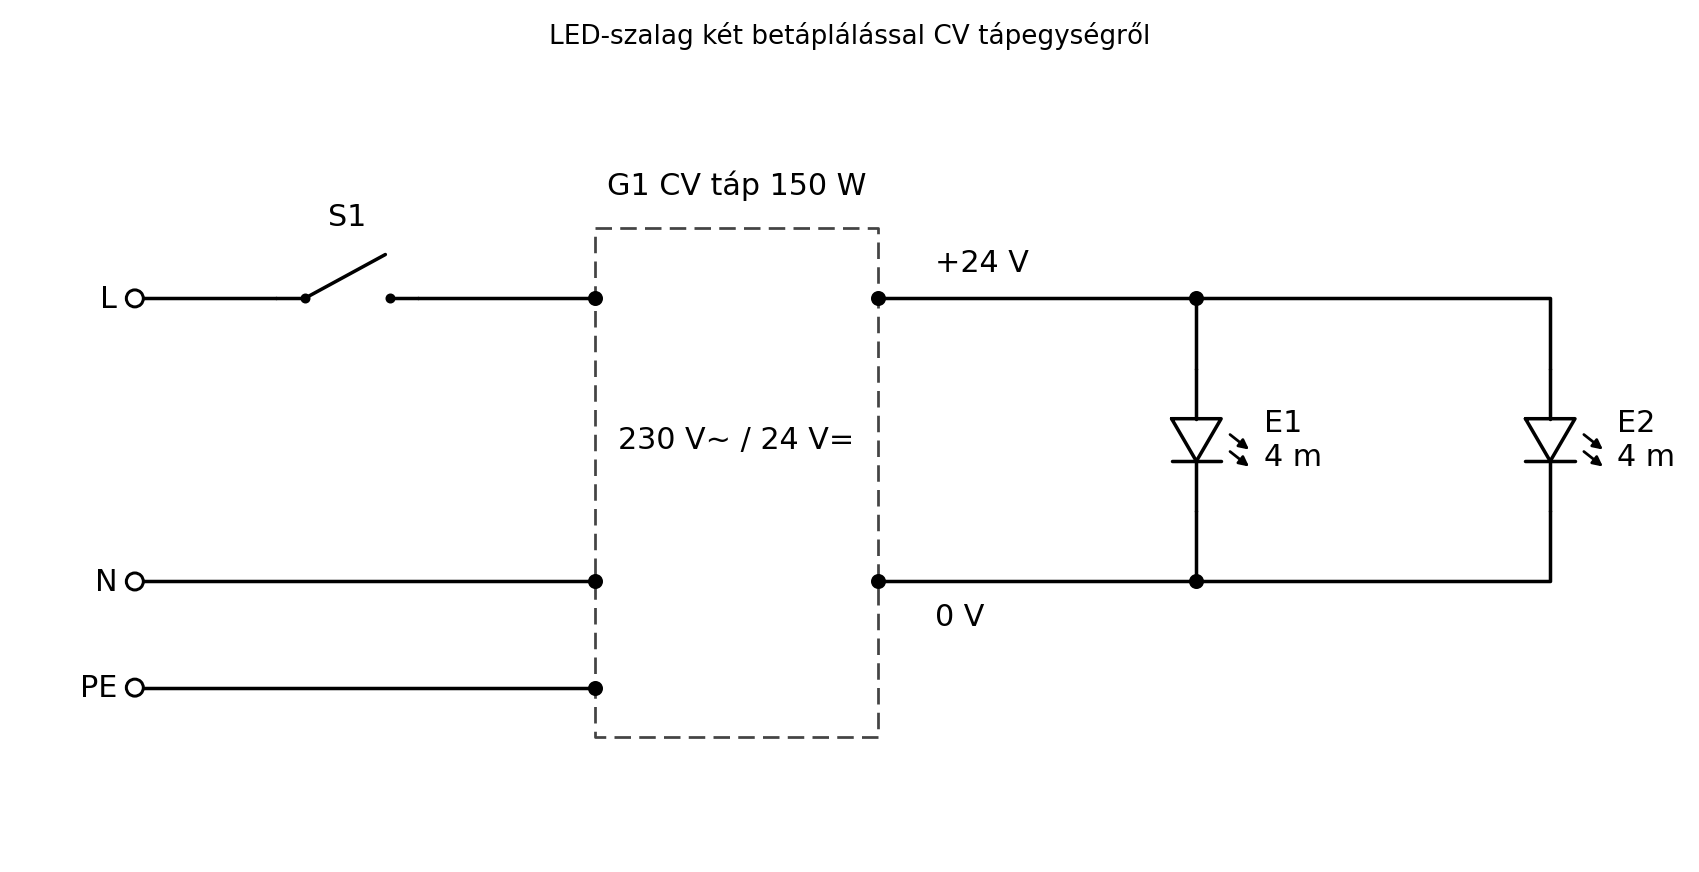 LED-szalag két betáplálással CV tápegységről
G1 CV táp 150 W
S1
+24 V
L
230 V~ / 24 V=
E1
4 m
E2
4 m
N
0 V
PE